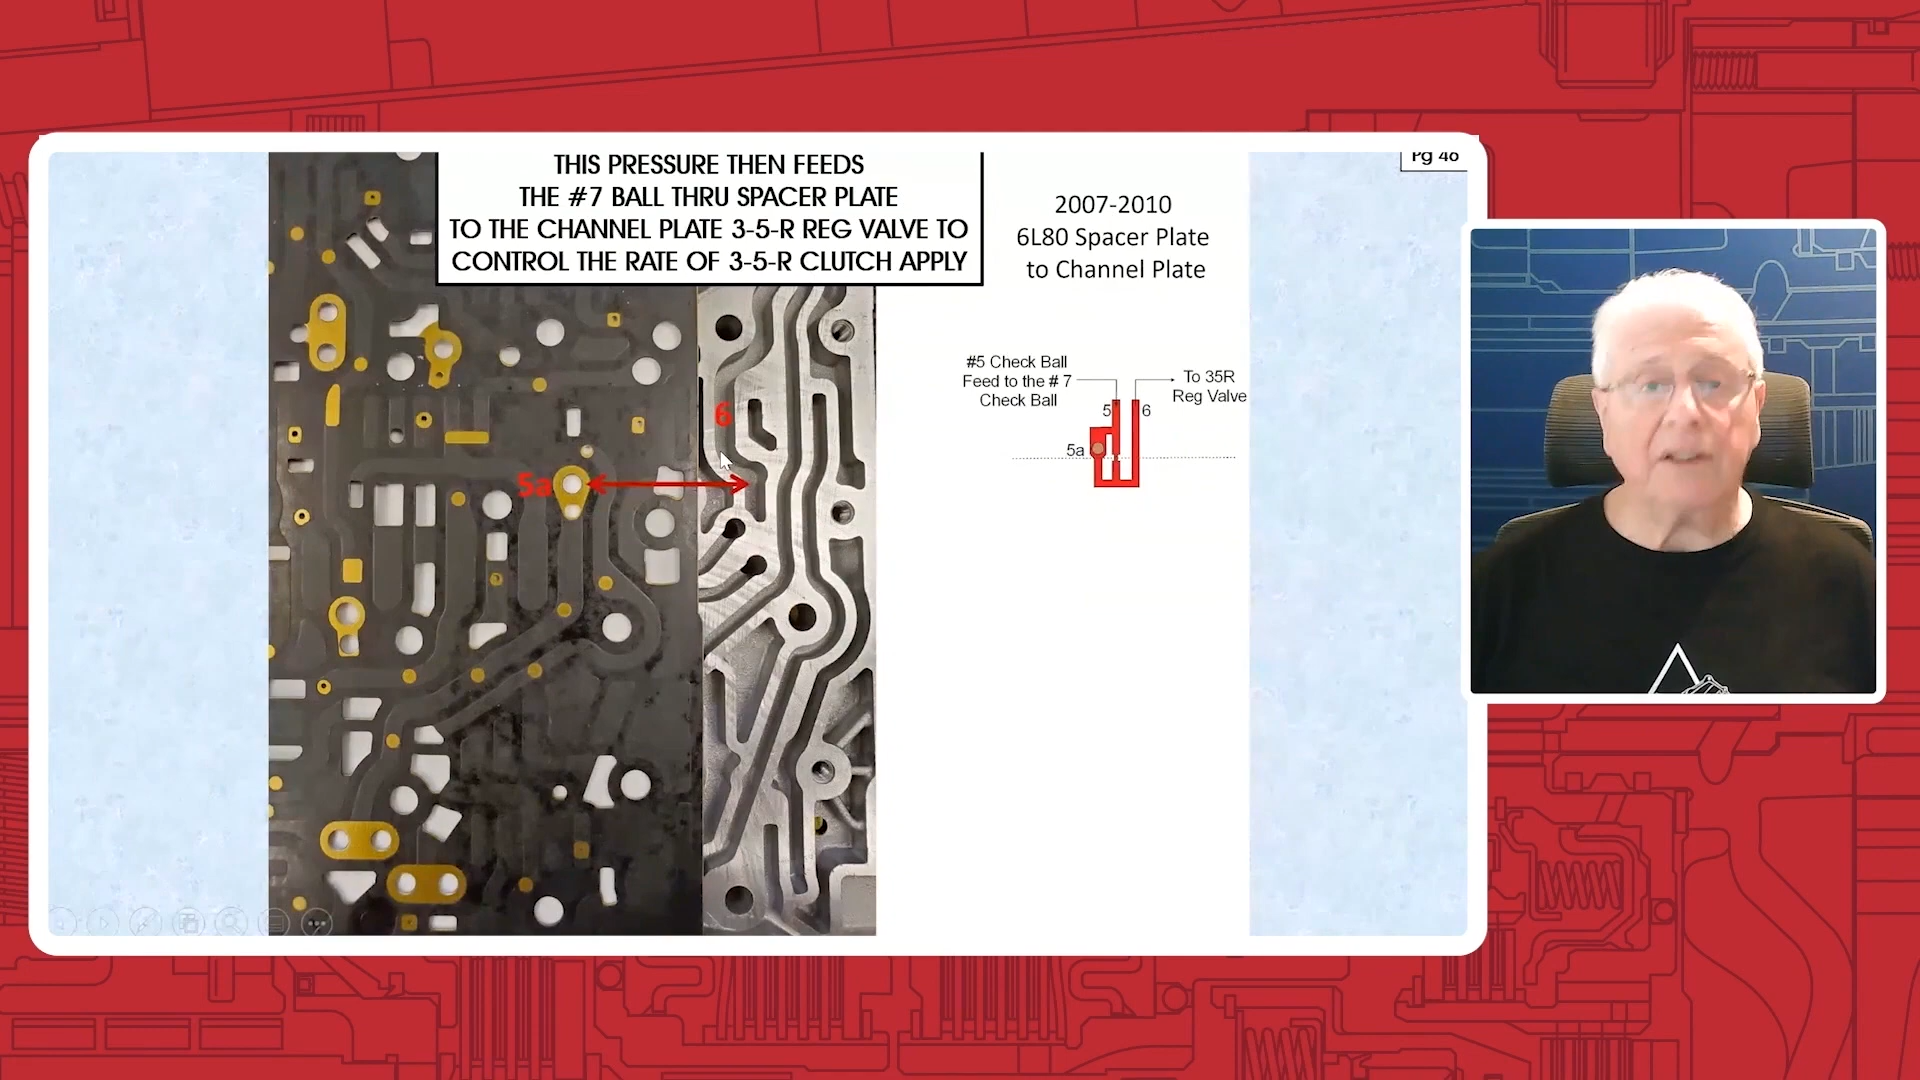 THIS PRESSURE THEN FEEDS
THE #7 BALL THRU SPACER PLATE
TO THE CHANNEL PLATE 3-5-R REG VALVE TO
CONTROL THE RATE OF 3-5-R CLUTCH APPLY
Pg 46
2007-2010
6L80 Spacer Plate
to Channel Plate
#5 Check Ball
Feed to the # 7
Check Ball
To 35R
Reg Valve
5
6
5a
6
5a